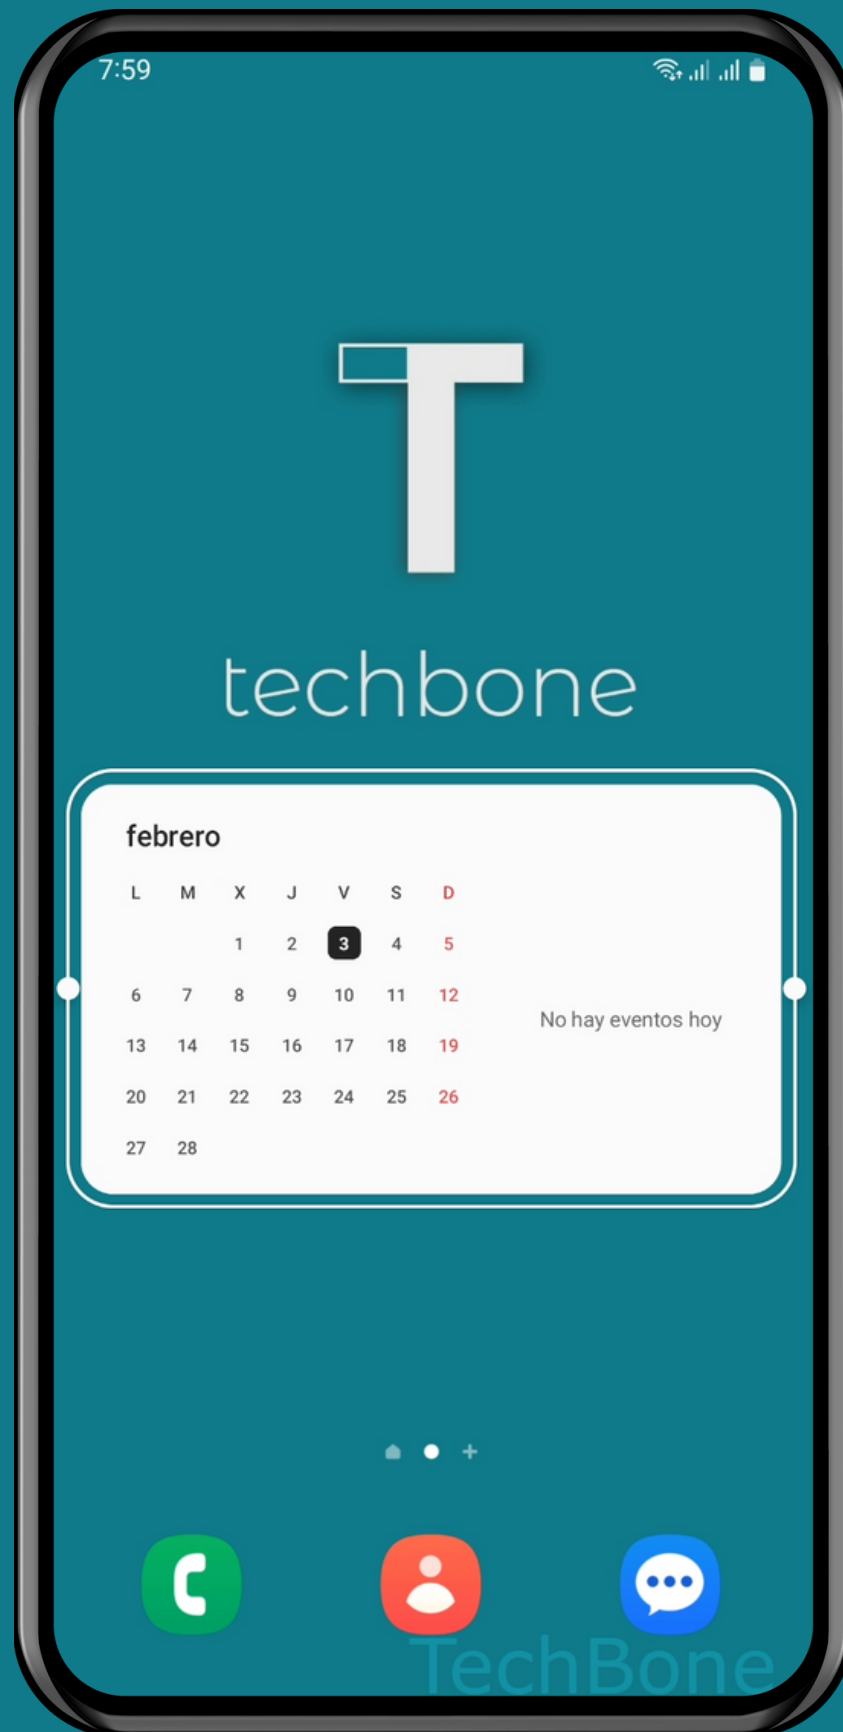 7:59
T
techbone
febrero
L M X J V S D
1 2 3 4 5
6 7 8 9 10 11 12
13 14 15 16 17 18 19
20 21 22 23 24 25 26
27 28
No hay eventos hoy
TechBone